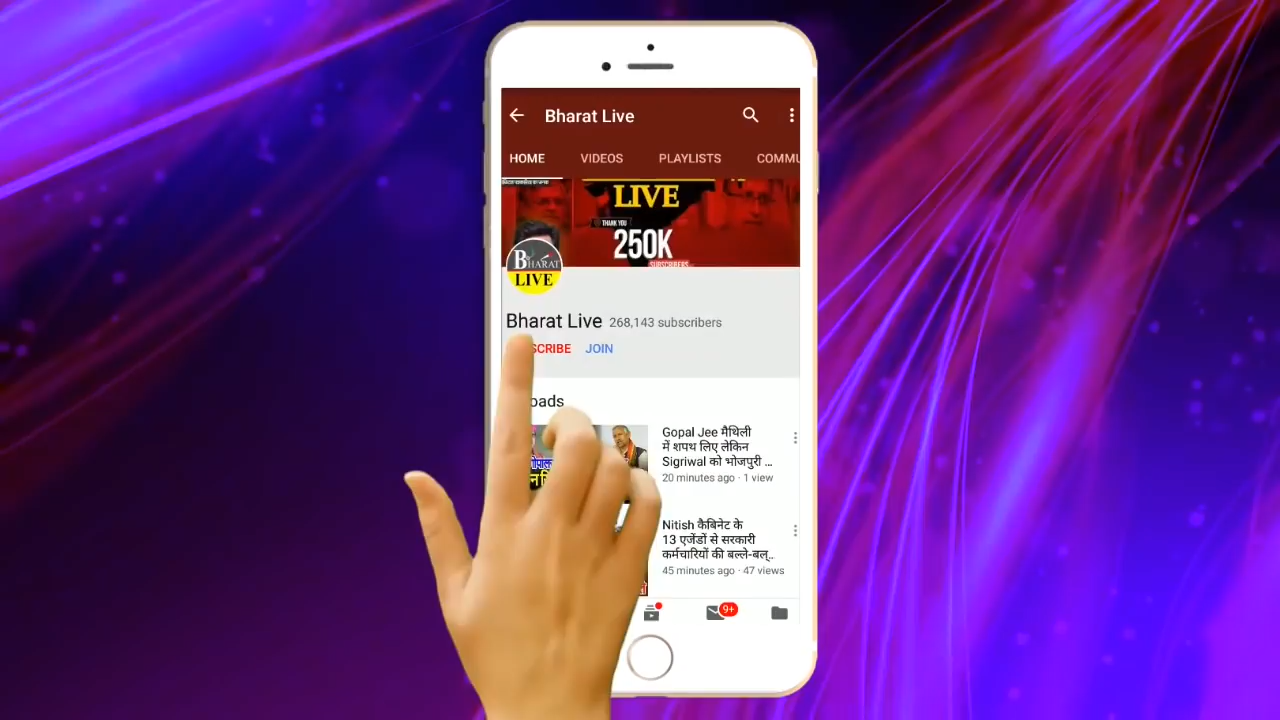 Bharat Live
HOME VIDEOS PLAYLISTS COMMU
LIVE
THANK YOU
250K
SUBSCRIBERS
BHARAT
LIVE
Bharat Live 268,143 subscribers
SCRIBE JOIN
oads
Gopal Jee मैथिली
में शपथ लिए लेकिन
Sigriwal को भोजपुरी ...
20 minutes ago · 1 view
Nitish कैबिनेट के
13 एजेंडों से सरकारी
कर्मचारियों की बल्ले-बल्..
45 minutes ago · 47 views
9+